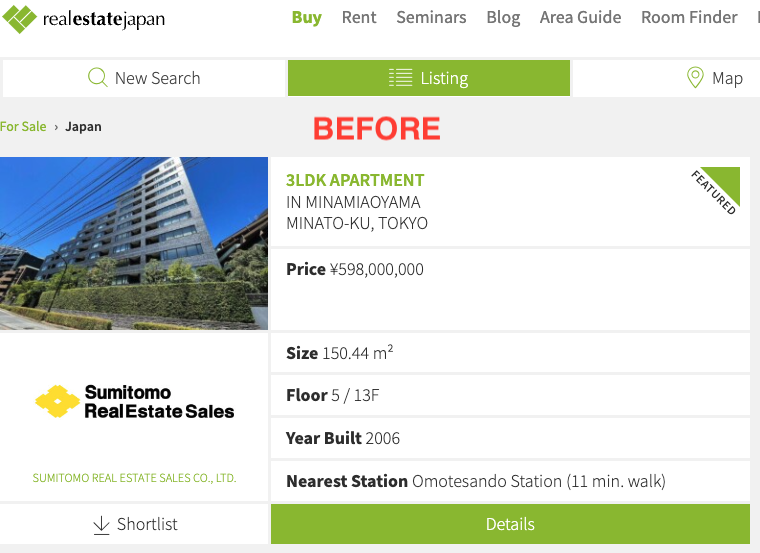 realestatejapan
Buy Rent Seminars Blog Area Guide Room Finder
New Search
Listing
Map
For Sale › Japan
BEFORE
3LDK APARTMENT
IN MINAMIAOYAMA
MINATO-KU, TOKYO
FEATURED
Price ¥598,000,000
Size 150.44 m²
Floor 5 / 13F
Year Built 2006
Nearest Station Omotesando Station (11 min. walk)
Sumitomo
Real Estate Sales
SUMITOMO REAL ESTATE SALES CO., LTD.
Shortlist
Details